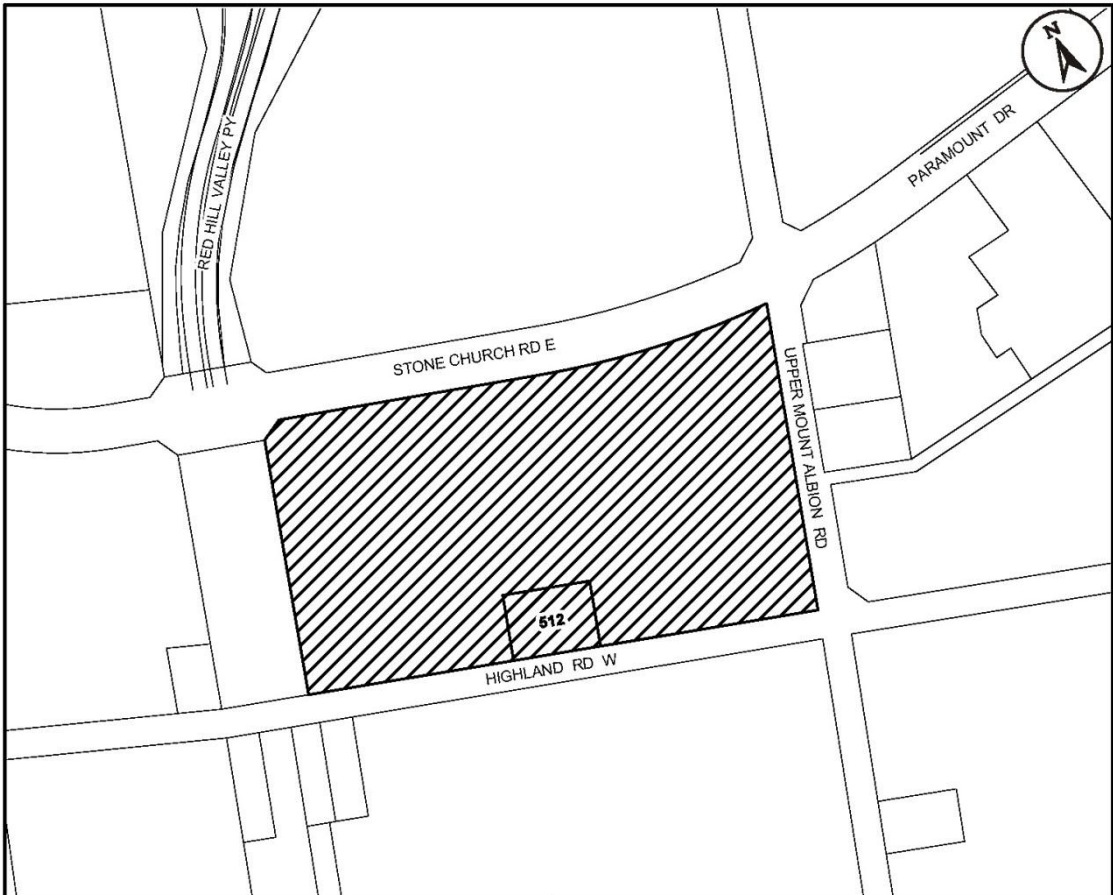 N
RED HILL VALLEY PY
PARAMOUNT DR
STONE CHURCH RD E
UPPER MOUNT ALBION RD
512
HIGHLAND RD W